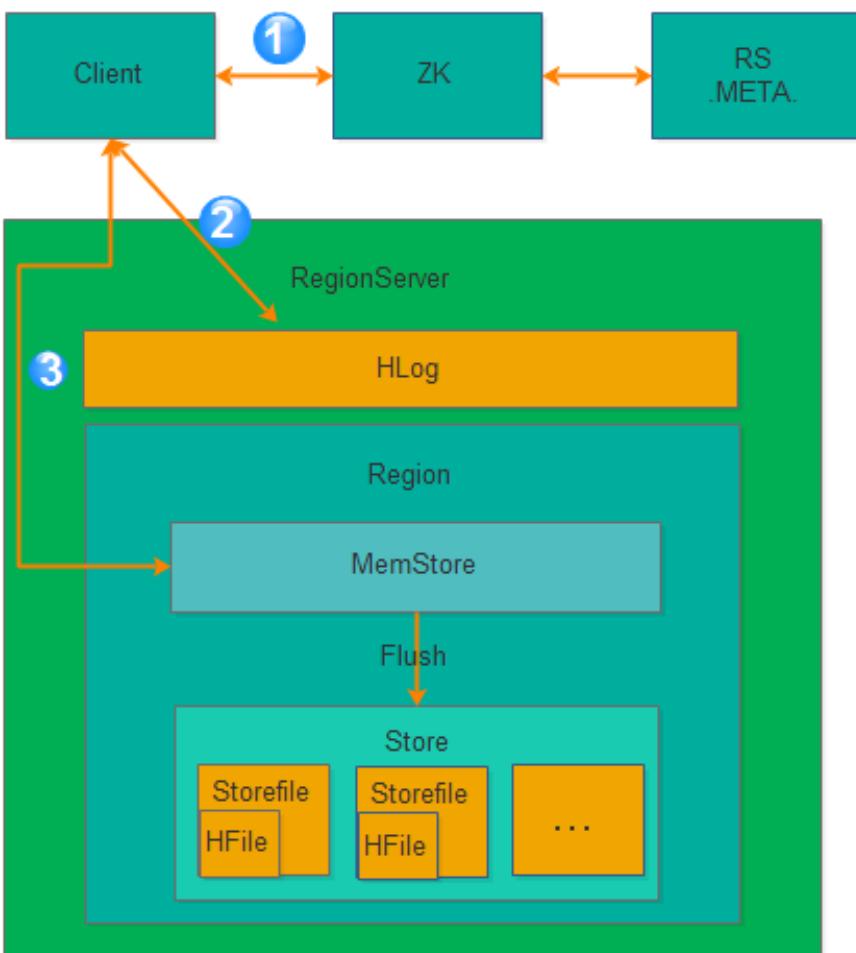 1
Client
ZK
RS
.META.
2
RegionServer
3
HLog
Region
MemStore
Flush
Store
Storefile
HFile
Storefile
HFile
...